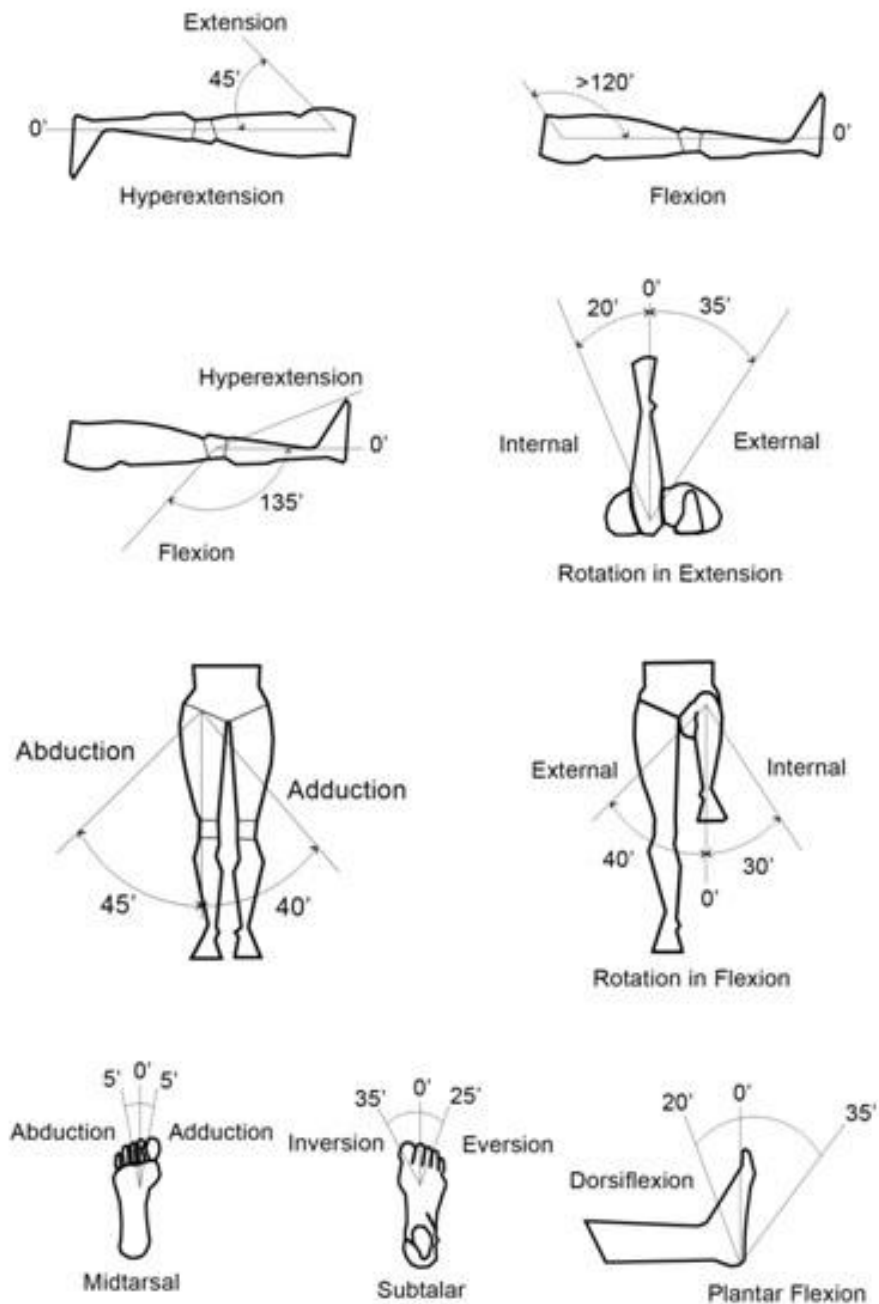 Extension
45'
0'
Hyperextension
>120'
0'
Flexion
Hyperextension
0'
135'
Flexion
0'
20'
35'
Internal
External
Rotation in Extension
Abduction
Adduction
45'
40'
External
Internal
40'
30'
0'
Rotation in Flexion
5'
0'
5'
Abduction
Adduction
Midtarsal
0'
35'
25'
Inversion
Eversion
Subtalar
0'
20'
35'
Dorsiflexion
Plantar Flexion